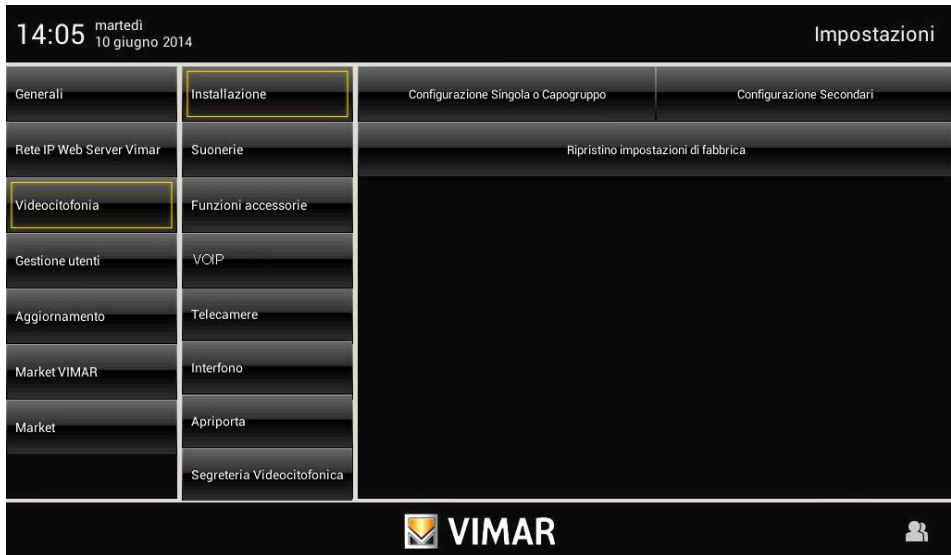 14:05 martedì
10 giugno 2014
Impostazioni
Generali
Rete IP Web Server Vimar
Videocitofonia
Gestione utenti
Aggiornamento
Market VIMAR
Market
Installazione
Suonerie
Funzioni accessorie
VOIP
Telecamere
Interfono
Apriporta
Segreteria Videocitofonica
Configurazione Singola o Capogruppo
Configurazione Secondari
Ripristino impostazioni di fabbrica
VIMAR